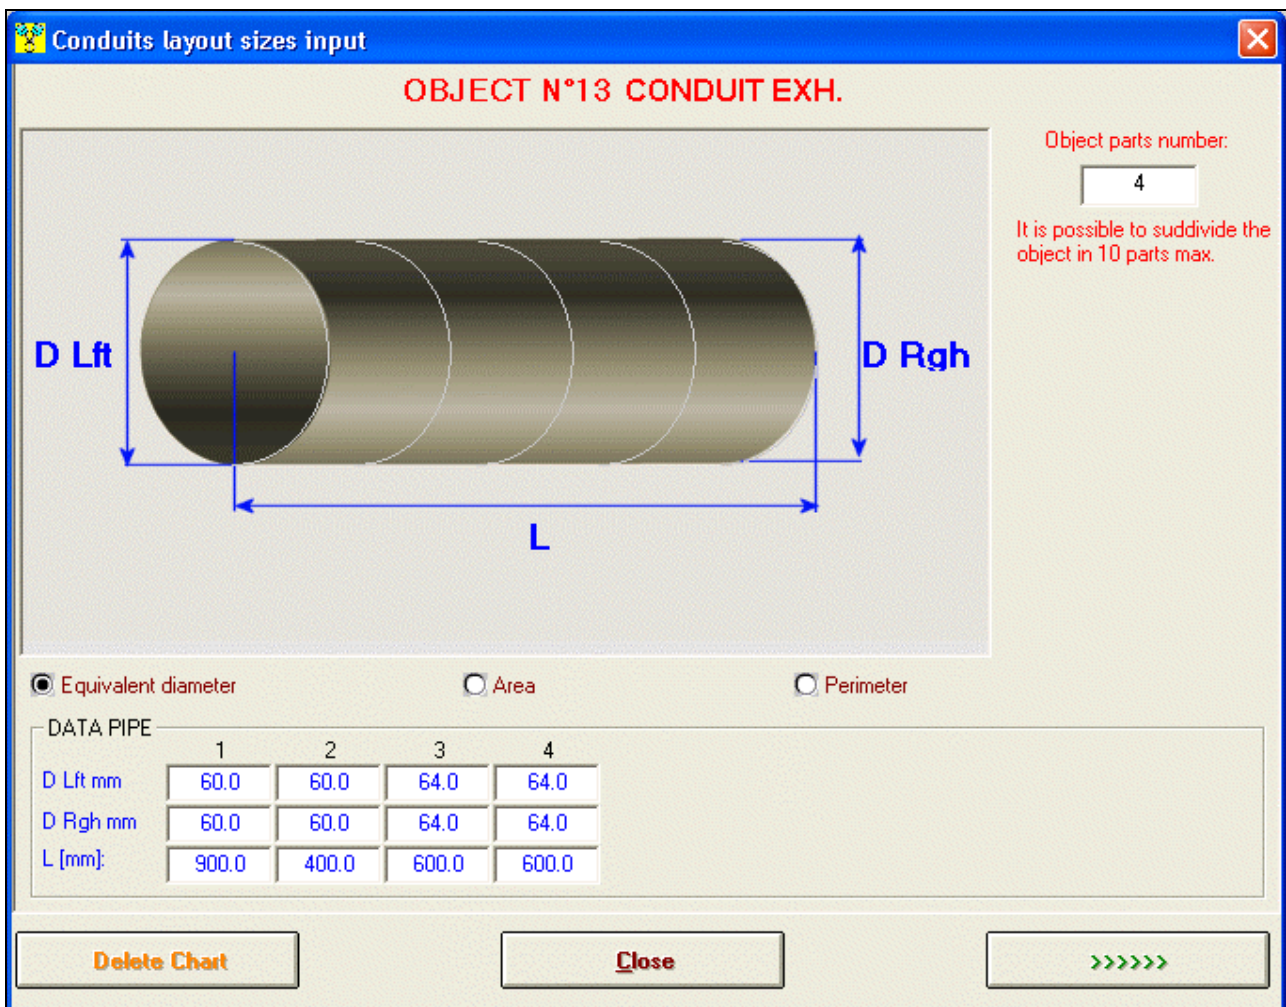 Conduits layout sizes input
OBJECT N°13 CONDUIT EXH.
Object parts number:
4
It is possible to suddivide the
object in 10 parts max.
D Lft
D Rgh
L
Equivalent diameter
Area
Perimeter
DATA PIPE
1 2 3 4
D Lft mm 60.0 60.0 64.0 64.0
D Rgh mm 60.0 60.0 64.0 64.0
L [mm]: 900.0 400.0 600.0 600.0
Delete Chart
Close
>>>>>>